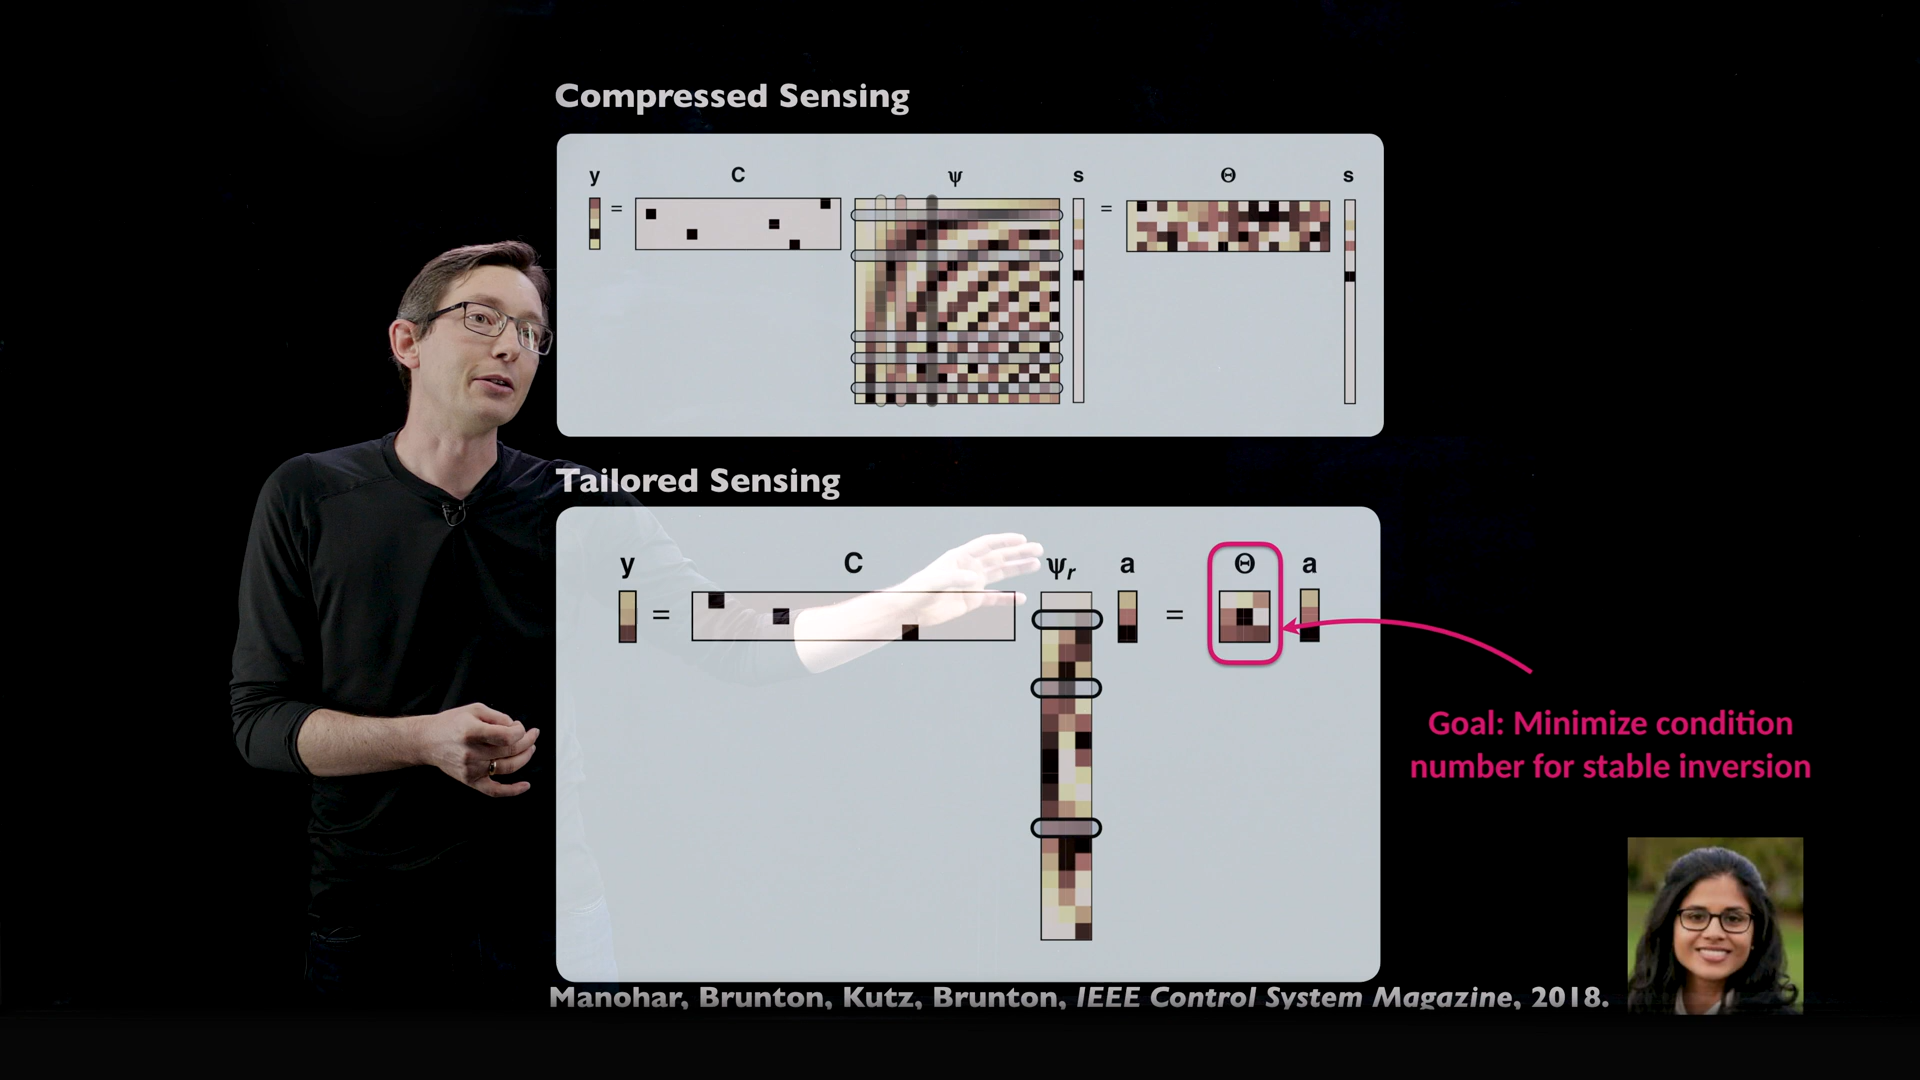 Compressed Sensing
y C ψ s Θ s
= =
Tailored Sensing
y C ψr a Θ a
= =
Goal: Minimize condition
number for stable inversion
Manohar, Brunton, Kutz, Brunton, IEEE Control System Magazine, 2018.